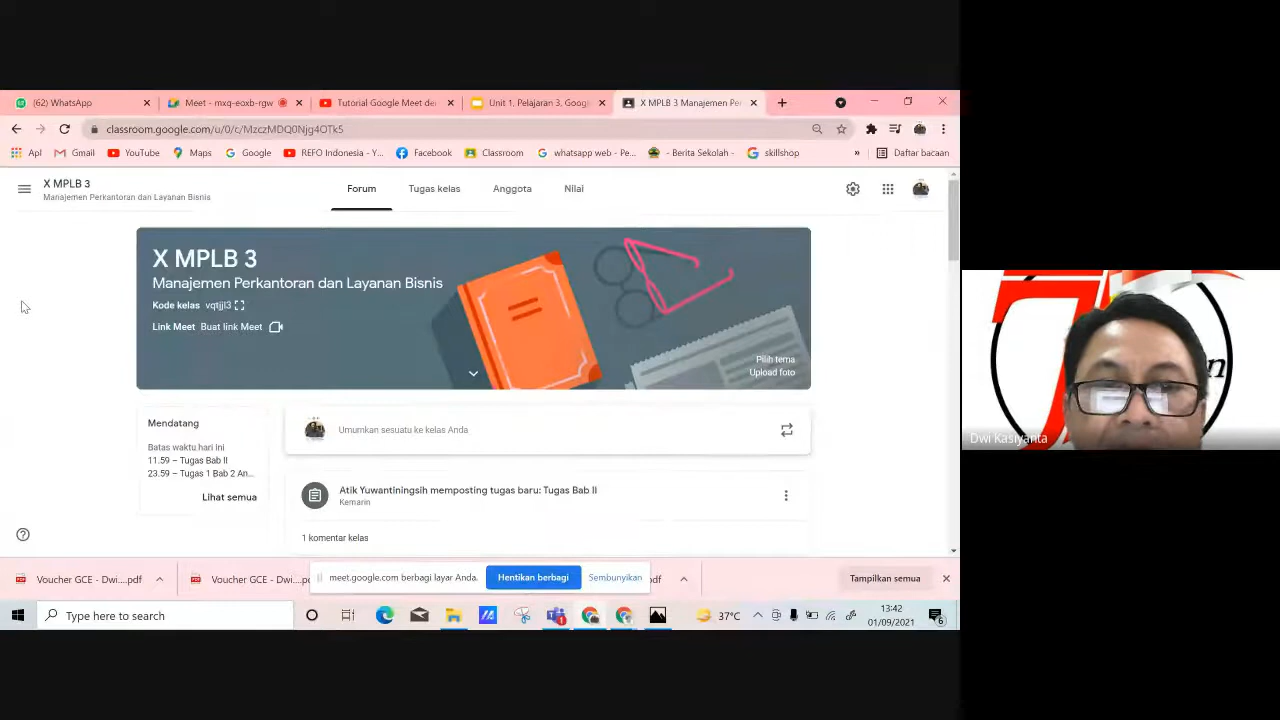 (62) WhatsApp
Meet - mxq-eoxb-rgw
Tutorial Google Meet de
Unit 1, Pelajaran 3, Goog
X MPLB 3 Manajemen Pe
classroom.google.com/u/0/c/MzczMDQ0Njg4OTk5
Apl
Gmail
YouTube
Maps
Google
REFO Indonesia - Y...
Facebook
Classroom
whatsapp web - Pe...
- Berita Sekolah -
skillshop
»
Daftar bacaan
X MPLB 3
Manajemen Perkantoran dan Layanan Bisnis
Forum
Tugas kelas
Anggota
Nilai
X MPLB 3
Manajemen Perkantoran dan Layanan Bisnis
Kode kelas vqtjjl3
Link Meet Buat link Meet
Pilih tema
Upload foto
Mendatang
Batas waktu hari ini
11.59 – Tugas Bab II
23.59 – Tugas 1 Bab 2 An...
Lihat semua
Umumkan sesuatu ke kelas Anda
Atik Yuwantiningsih memposting tugas baru: Tugas Bab II
Kemarin
1 komentar kelas
Dwi Kasiyanta
Voucher GCE - Dwi....pdf
Voucher GCE - Dwi....p
meet.google.com berbagi layar Anda.
Hentikan berbagi
Sembunyikan
pdf
Tampilkan semua
Type here to search
37°C
13:42
01/09/2021